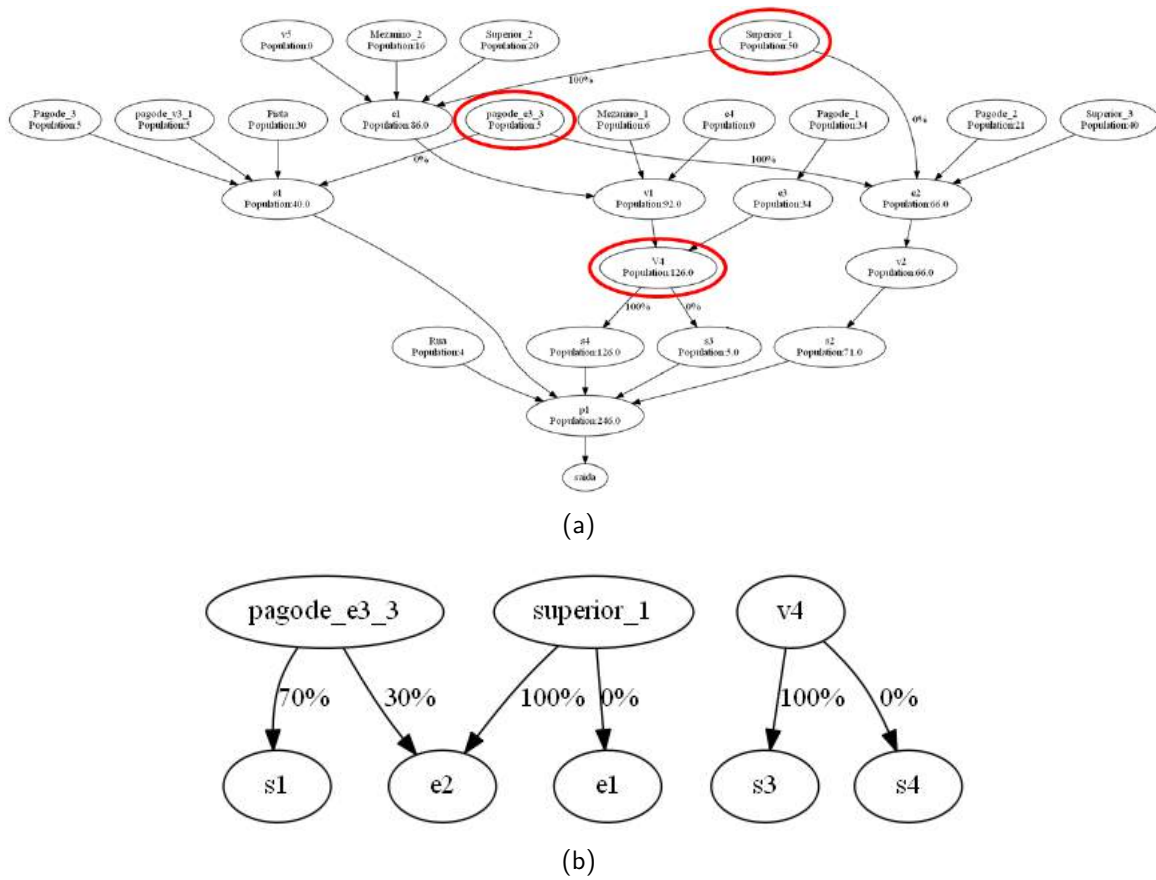 v5
Population:0
Mezanino_2
Population:16
Superior_2
Population:20
Superior_1
Population:50
100%
0%
Pagode_3
Population:5
pagode_v3_1
Population:5
Pista
Population:30
e1
Population:86.0
pagode_e3_3
Population:5
Mezanino_1
Population:6
e4
Population:0
Pagode_1
Population:34
Pagode_2
Population:21
Superior_3
Population:40
0%
100%
s1
Population:40.0
v1
Population:92.0
e3
Population:34
e2
Population:66.0
V4
Population:126.0
v2
Population:66.0
100%
0%
Rua
Population:4
s4
Population:126.0
s3
Population:5.0
s2
Population:71.0
p1
Population:246.0
saida
(a)
pagode_e3_3
superior_1
v4
70%
30%
100%
0%
100%
0%
s1
e2
e1
s3
s4
(b)